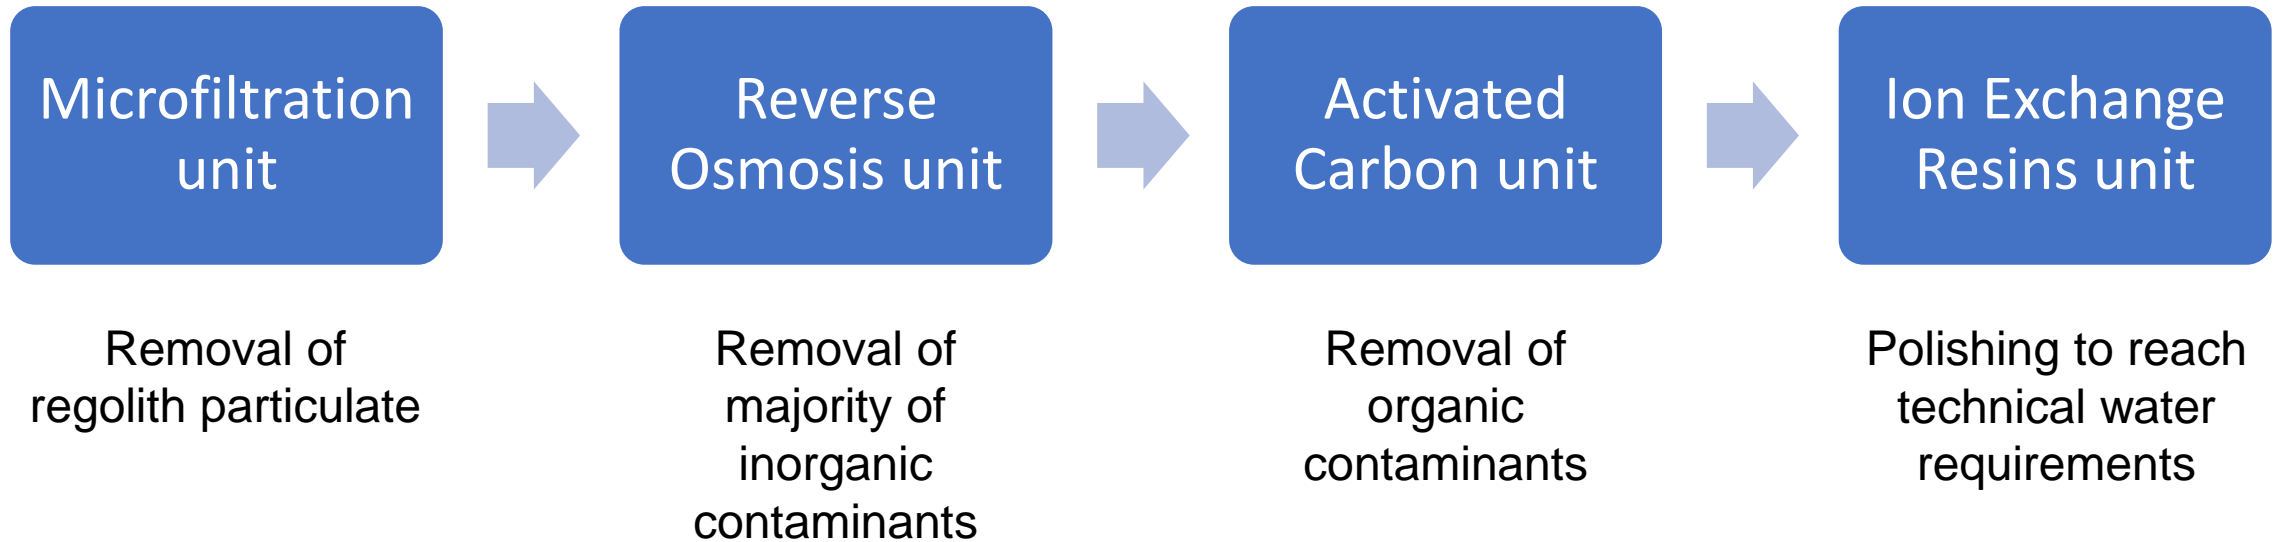 Microfiltration
unit
Reverse
Osmosis unit
Activated
Carbon unit
Ion Exchange
Resins unit
Removal of
regolith particulate
Removal of
majority of
inorganic
contaminants
Removal of
organic
contaminants
Polishing to reach
technical water
requirements